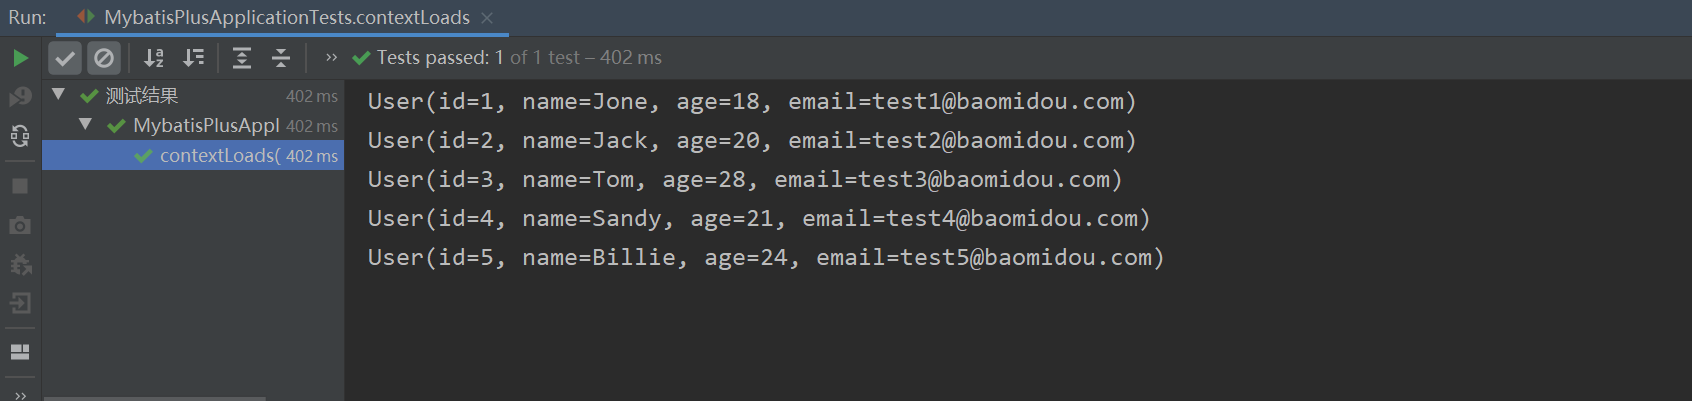 Run: MybatisPlusApplicationTests.contextLoads
Tests passed: 1 of 1 test – 402 ms
测试结果 402 ms
MybatisPlusAppl 402 ms
contextLoads( 402 ms
User(id=1, name=Jone, age=18, email=test1@baomidou.com)
User(id=2, name=Jack, age=20, email=test2@baomidou.com)
User(id=3, name=Tom, age=28, email=test3@baomidou.com)
User(id=4, name=Sandy, age=21, email=test4@baomidou.com)
User(id=5, name=Billie, age=24, email=test5@baomidou.com)